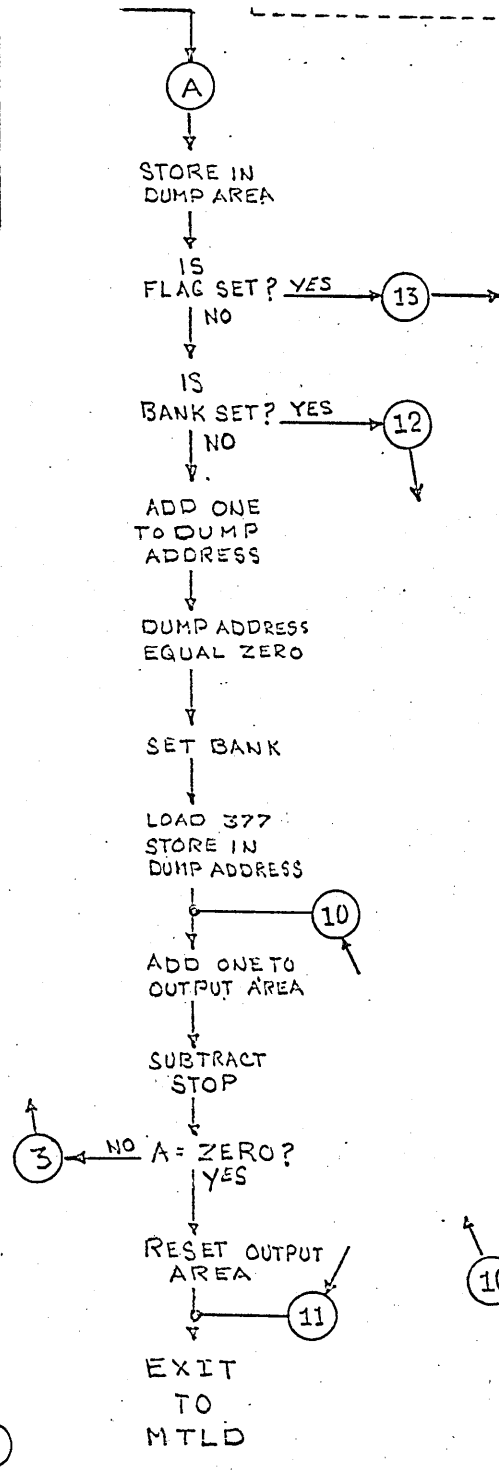 A
STORE IN
DUMP AREA
IS
FLAG SET? YES
13
NO
IS
BANK SET? YES
12
NO
ADD ONE
TO DUMP
ADDRESS
DUMP ADDRESS
EQUAL ZERO
SET BANK
LOAD 377
STORE IN
DUMP ADDRESS
10
ADD ONE TO
OUTPUT AREA
SUBTRACT
STOP
3 NO A = ZERO?
YES
RESET OUTPUT
AREA
10
11
EXIT
TO
MTLD